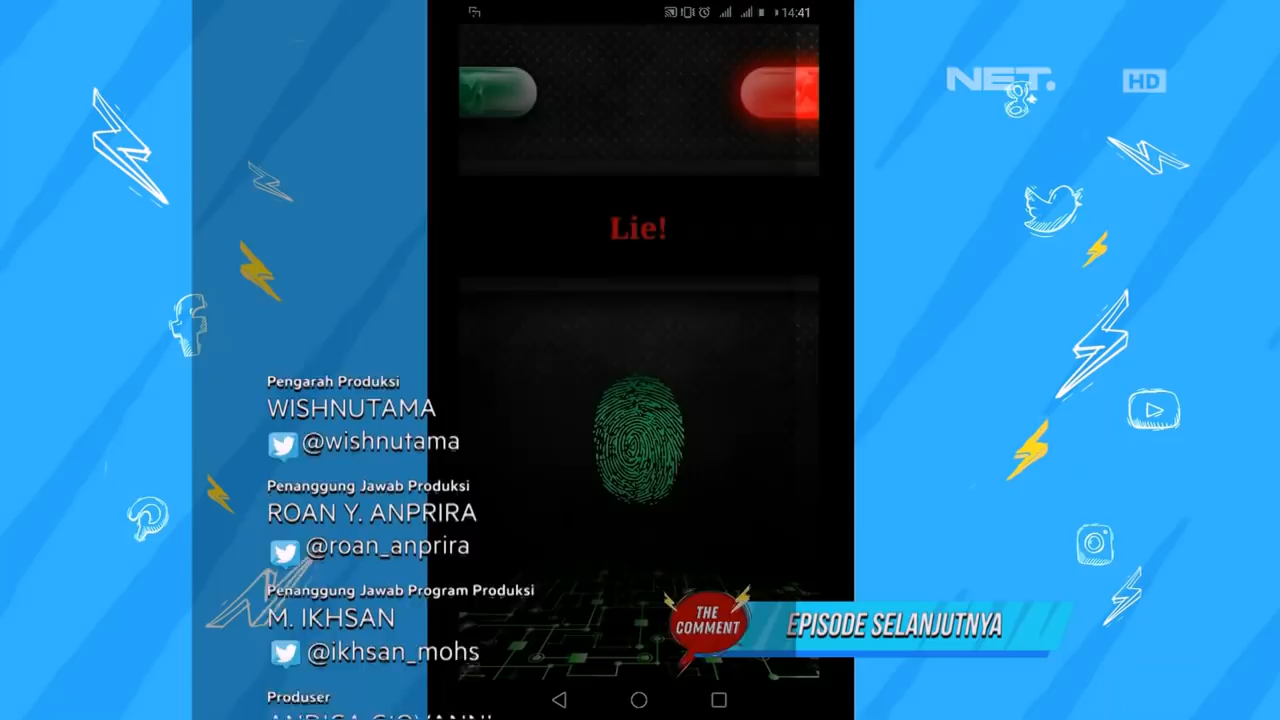 14:41
NET.
HD
Lie!
Pengarah Produksi
WISHNUTAMA
@wishnutama
Penanggung Jawab Produksi
ROAN Y. ANPRIRA
@roan_anprira
Penanggung Jawab Program Produksi
M. IKHSAN
@ikhsan_mohs
Produser
THE
COMMENT
EPISODE SELANJUTNYA